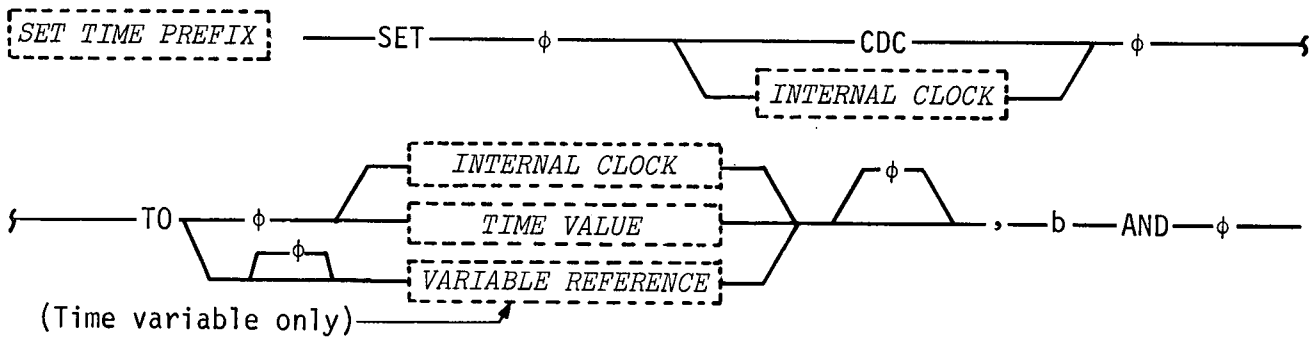 SET TIME PREFIX SET ϕ CDC ϕ
INTERNAL CLOCK
INTERNAL CLOCK ϕ
TO ϕ TIME VALUE , b AND ϕ
ϕ VARIABLE REFERENCE
(Time variable only)